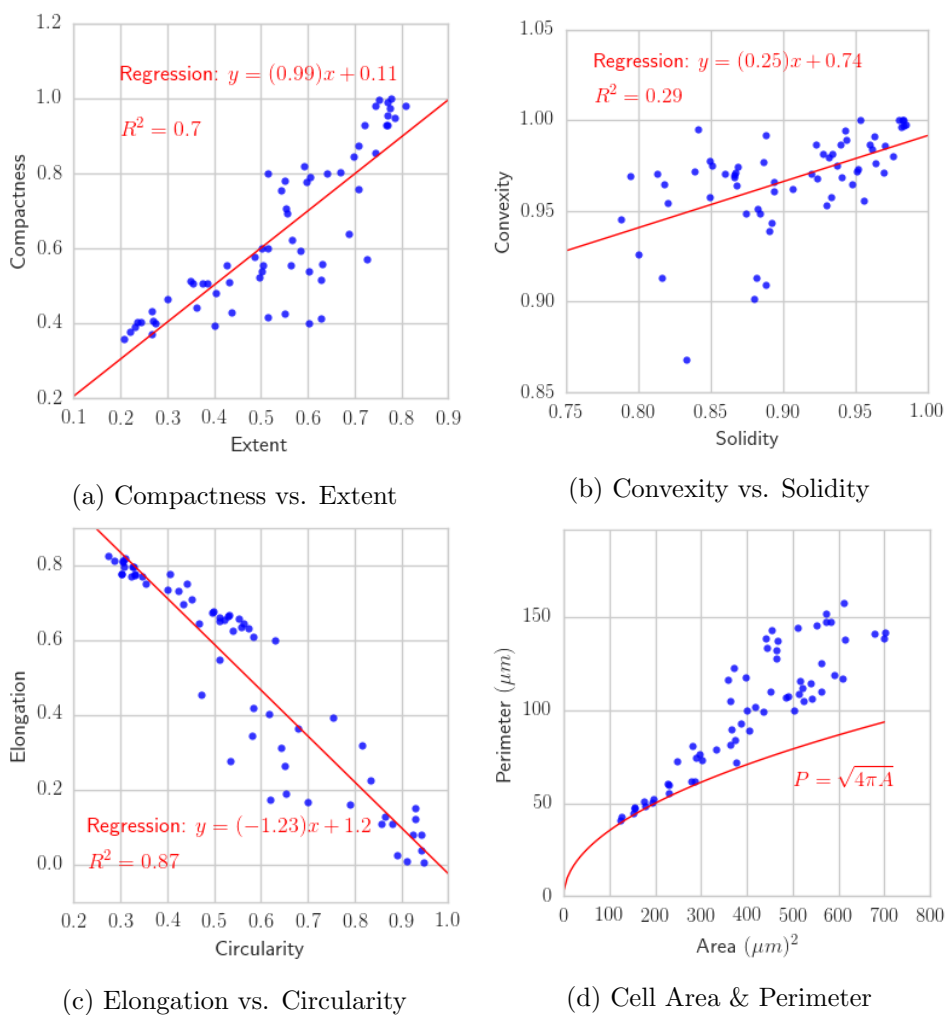 1.2
1.0
0.8
0.6
0.4
0.2
0.1 0.2 0.3 0.4 0.5 0.6 0.7 0.8 0.9
Compactness
Extent
Regression: y = (0.99)x + 0.11
R² = 0.7
(a) Compactness vs. Extent
1.05
1.00
0.95
0.90
0.85
0.75 0.80 0.85 0.90 0.95 1.00
Convexity
Solidity
Regression: y = (0.25)x + 0.74
R² = 0.29
(b) Convexity vs. Solidity
0.8
0.6
0.4
0.2
0.0
0.2 0.3 0.4 0.5 0.6 0.7 0.8 0.9 1.0
Elongation
Circularity
Regression: y = (−1.23)x + 1.2
R² = 0.87
(c) Elongation vs. Circularity
150
100
50
0
0 100 200 300 400 500 600 700 800
Perimeter (μm)
Area (μm)²
P = √4πA
(d) Cell Area & Perimeter